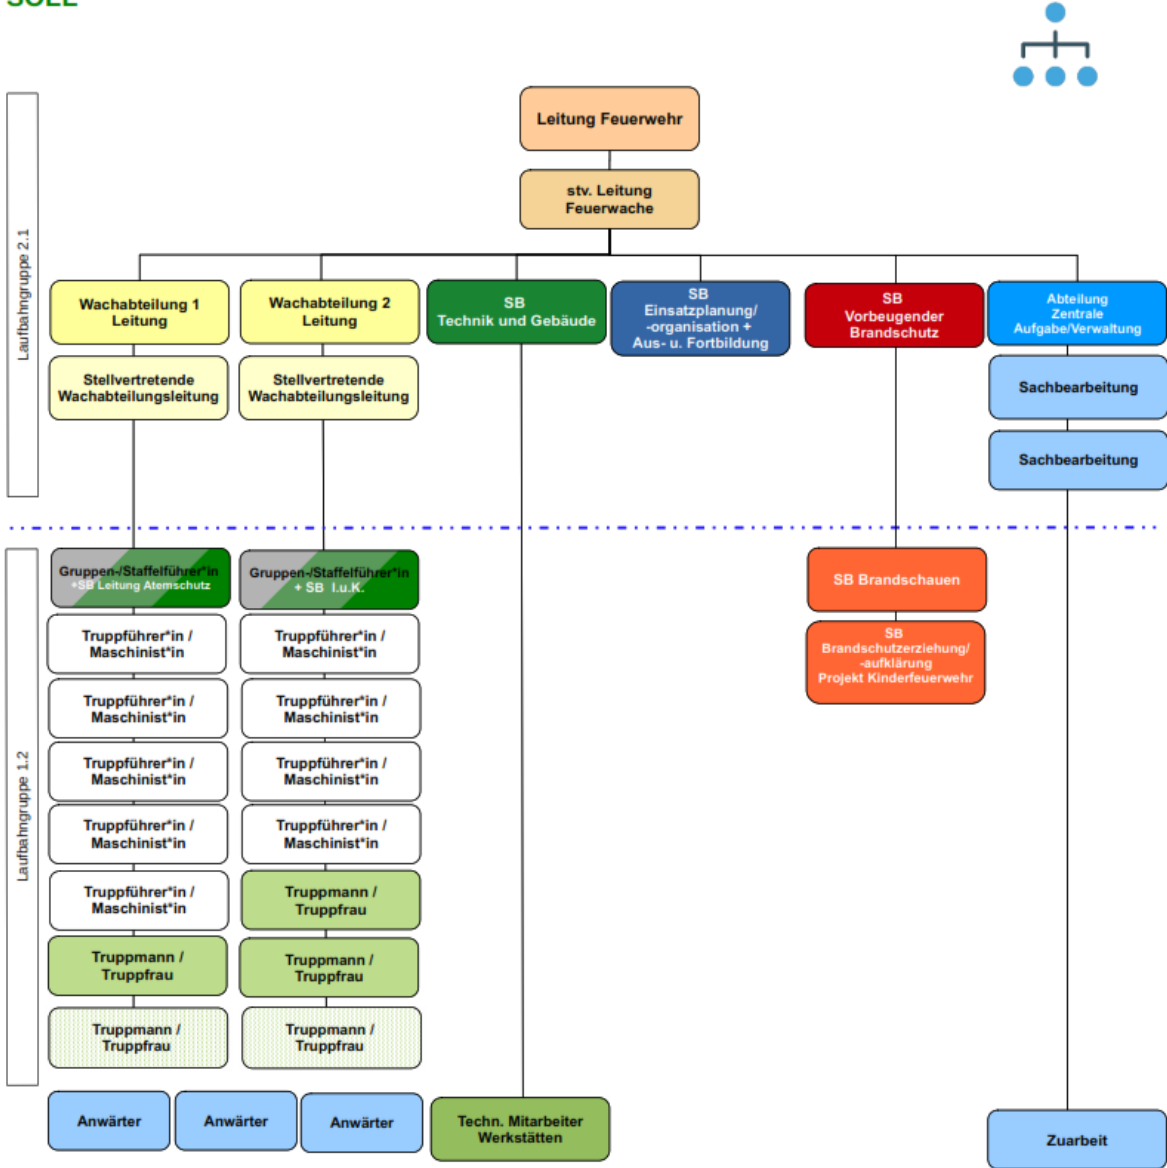 SOLL
Leitung Feuerwehr
stv. Leitung
Feuerwache
Laufbahngruppe 2.1
Wachabteilung 1
Leitung
Wachabteilung 2
Leitung
SB
Technik und Gebäude
SB
Einsatzplanung/
-organisation +
Aus- u. Fortbildung
SB
Vorbeugender
Brandschutz
Abteilung
Zentrale
Aufgabe/Verwaltung
Stellvertretende
Wachabteilungsleitung
Stellvertretende
Wachabteilungsleitung
Sachbearbeitung
Sachbearbeitung
Laufbahngruppe 1.2
Gruppen-/Staffelführer*in
+SB Leitung Atemschutz
Gruppen-/Staffelführer*in
+ SB I.u.K.
SB Brandschauen
Truppführer*in /
Maschinist*in
Truppführer*in /
Maschinist*in
SB
Brandschutzerziehung/
-aufklärung
Projekt Kinderfeuerwehr
Truppführer*in /
Maschinist*in
Truppführer*in /
Maschinist*in
Truppführer*in /
Maschinist*in
Truppführer*in /
Maschinist*in
Truppführer*in /
Maschinist*in
Truppführer*in /
Maschinist*in
Truppführer*in /
Maschinist*in
Truppmann /
Truppfrau
Truppmann /
Truppfrau
Truppmann /
Truppfrau
Truppmann /
Truppfrau
Truppmann /
Truppfrau
Anwärter
Anwärter
Anwärter
Techn. Mitarbeiter
Werkstätten
Zuarbeit